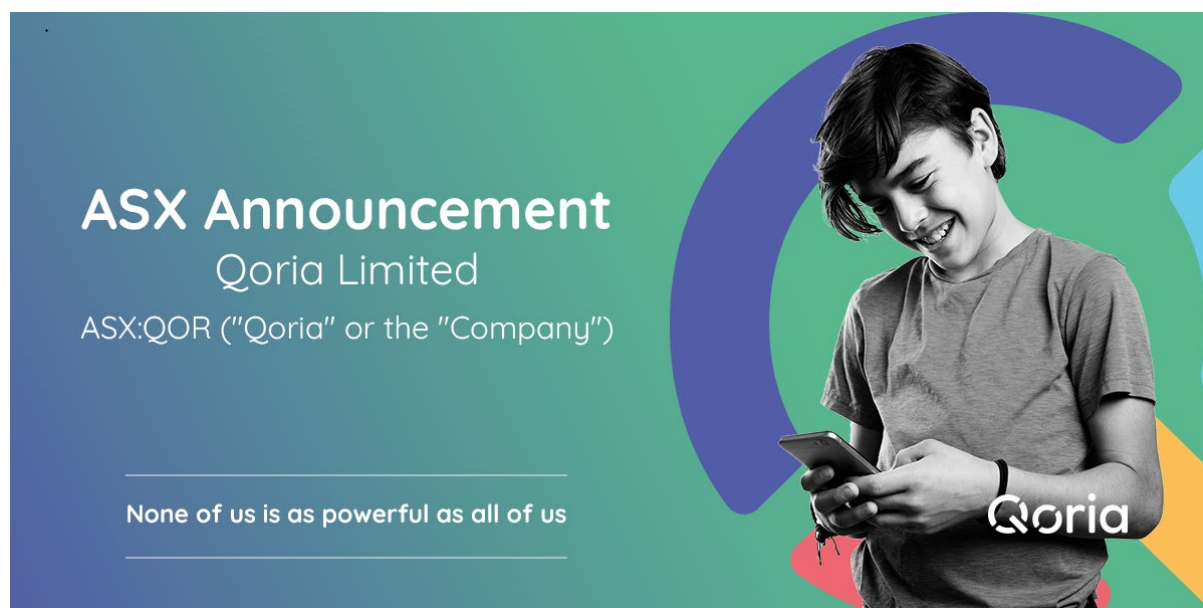 ASX Announcement
Qoria Limited
ASX:QOR ("Qoria" or the "Company")
None of us is as powerful as all of us
Qoria